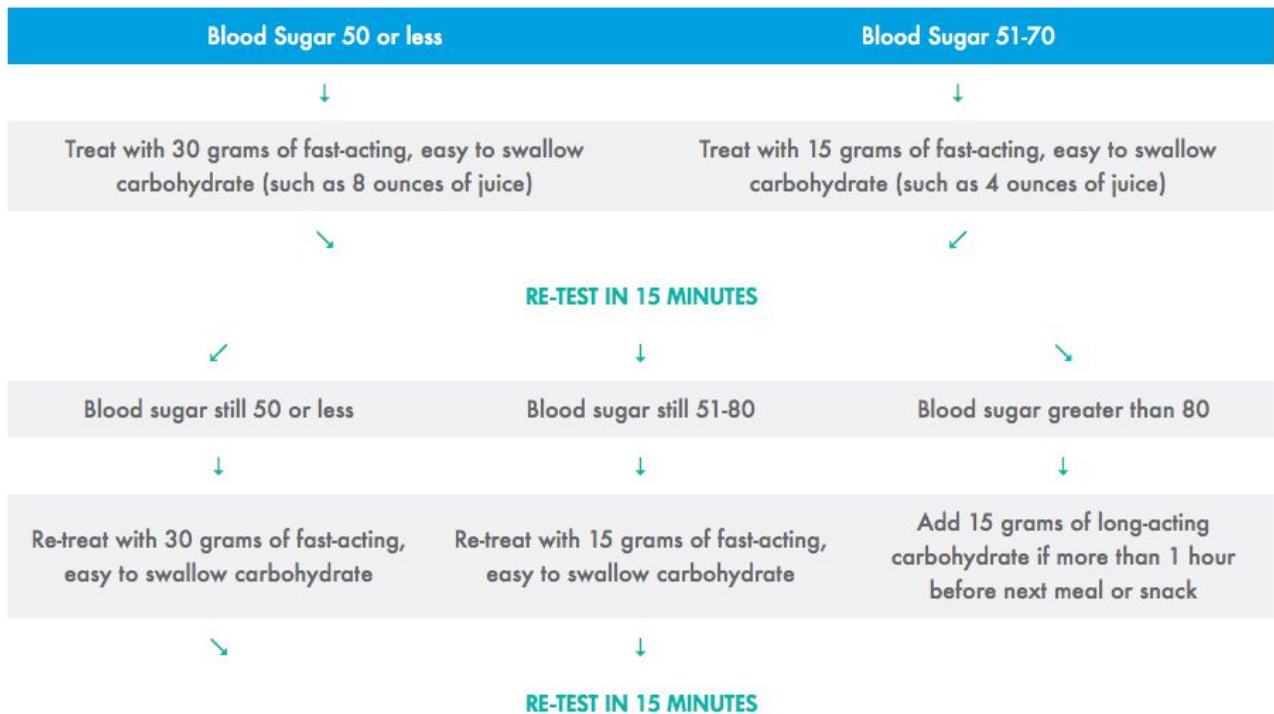 Blood Sugar 50 or less
Blood Sugar 51-70
↓
↓
Treat with 30 grams of fast-acting, easy to swallow
carbohydrate (such as 8 ounces of juice)
Treat with 15 grams of fast-acting, easy to swallow
carbohydrate (such as 4 ounces of juice)
↘
↙
RE-TEST IN 15 MINUTES
↙
↓
↘
Blood sugar still 50 or less
Blood sugar still 51-80
Blood sugar greater than 80
↓
↓
↓
Re-treat with 30 grams of fast-acting,
easy to swallow carbohydrate
Re-treat with 15 grams of fast-acting,
easy to swallow carbohydrate
Add 15 grams of long-acting
carbohydrate if more than 1 hour
before next meal or snack
↘
↓
RE-TEST IN 15 MINUTES